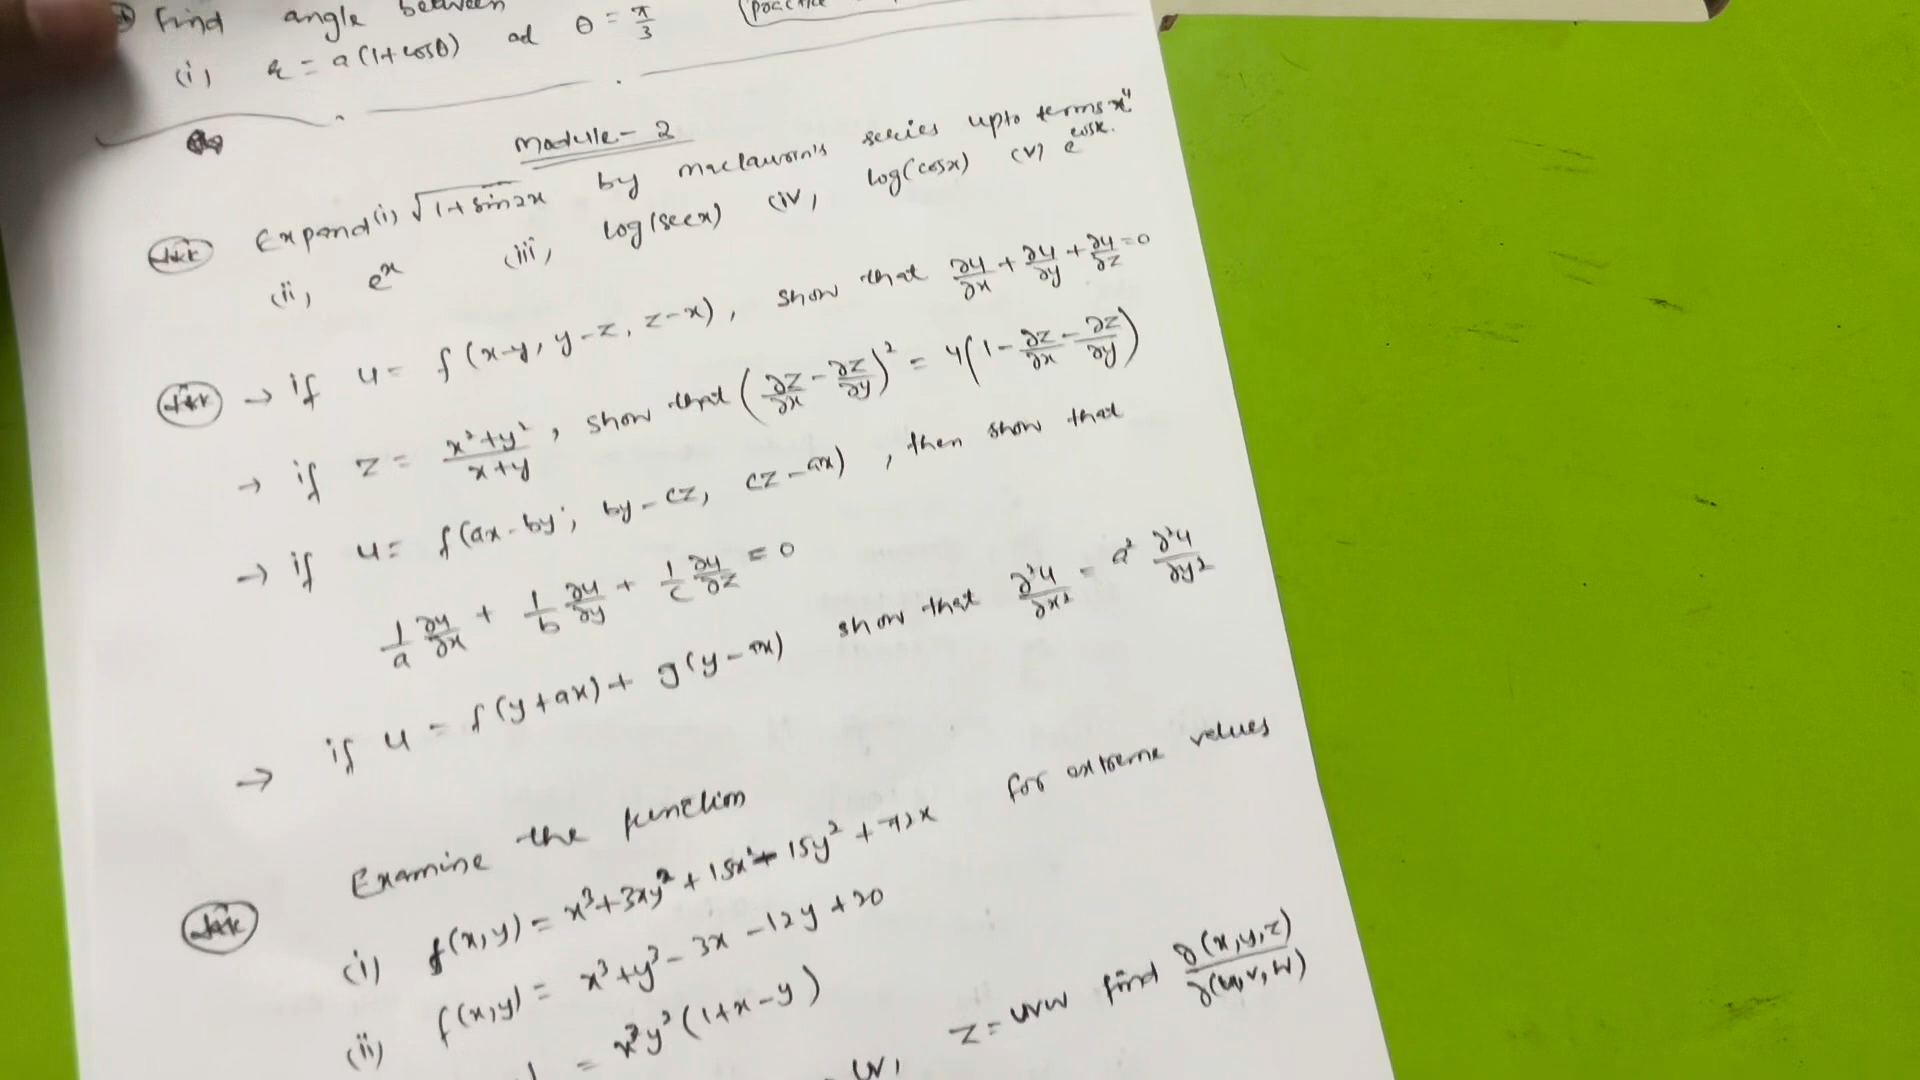 Find angle between
(i) r = a(1+cosθ) at θ = π/3 (practice
Module - 2
Expand (i) √1+sin2x by maclaurin's series upto terms x⁴
(ii) eˣ (iii) log(secx) (iv) log(cosx) (v) e^cosx.
→ if u = f(x-y, y-z, z-x), show that ∂u/∂x + ∂u/∂y + ∂u/∂z = 0
→ if z = x²+y²/x+y, show that (∂z/∂x - ∂z/∂y)² = 4(1 - ∂z/∂x - ∂z/∂y)
→ if u = f(ax-by, by-cz, cz-ax), then show that
1/a ∂u/∂x + 1/b ∂u/∂y + 1/c ∂u/∂z = 0
→ if u = f(y+ax) + g(y-ax) show that ∂²u/∂x² = a² ∂²u/∂y²
Examine the function for extreme values
(i) f(x,y) = x³+3xy²+15x²+15y²+72x
(ii) f(x,y) = x³+y³-3x-12y+20
= x³y²(1+x-y)
z = uvw find ∂(x,y,z)/∂(u,v,w)